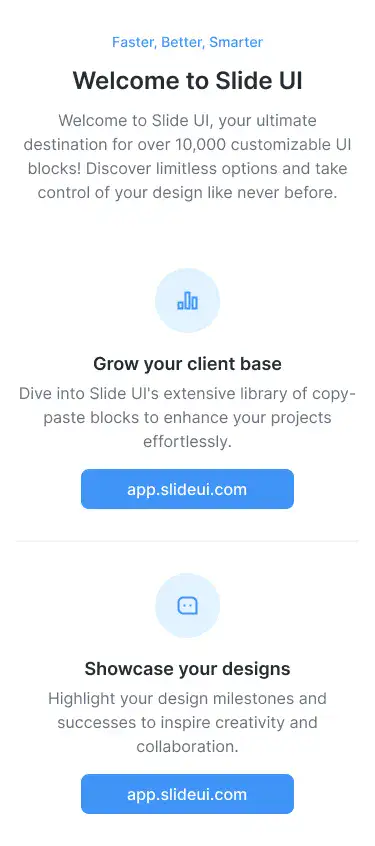 Faster, Better, Smarter
Welcome to Slide UI
Welcome to Slide UI, your ultimate
destination for over 10,000 customizable UI
blocks! Discover limitless options and take
control of your design like never before.
Grow your client base
Dive into Slide UI's extensive library of copy-
paste blocks to enhance your projects
effortlessly.
app.slideui.com
Showcase your designs
Highlight your design milestones and
successes to inspire creativity and
collaboration.
app.slideui.com